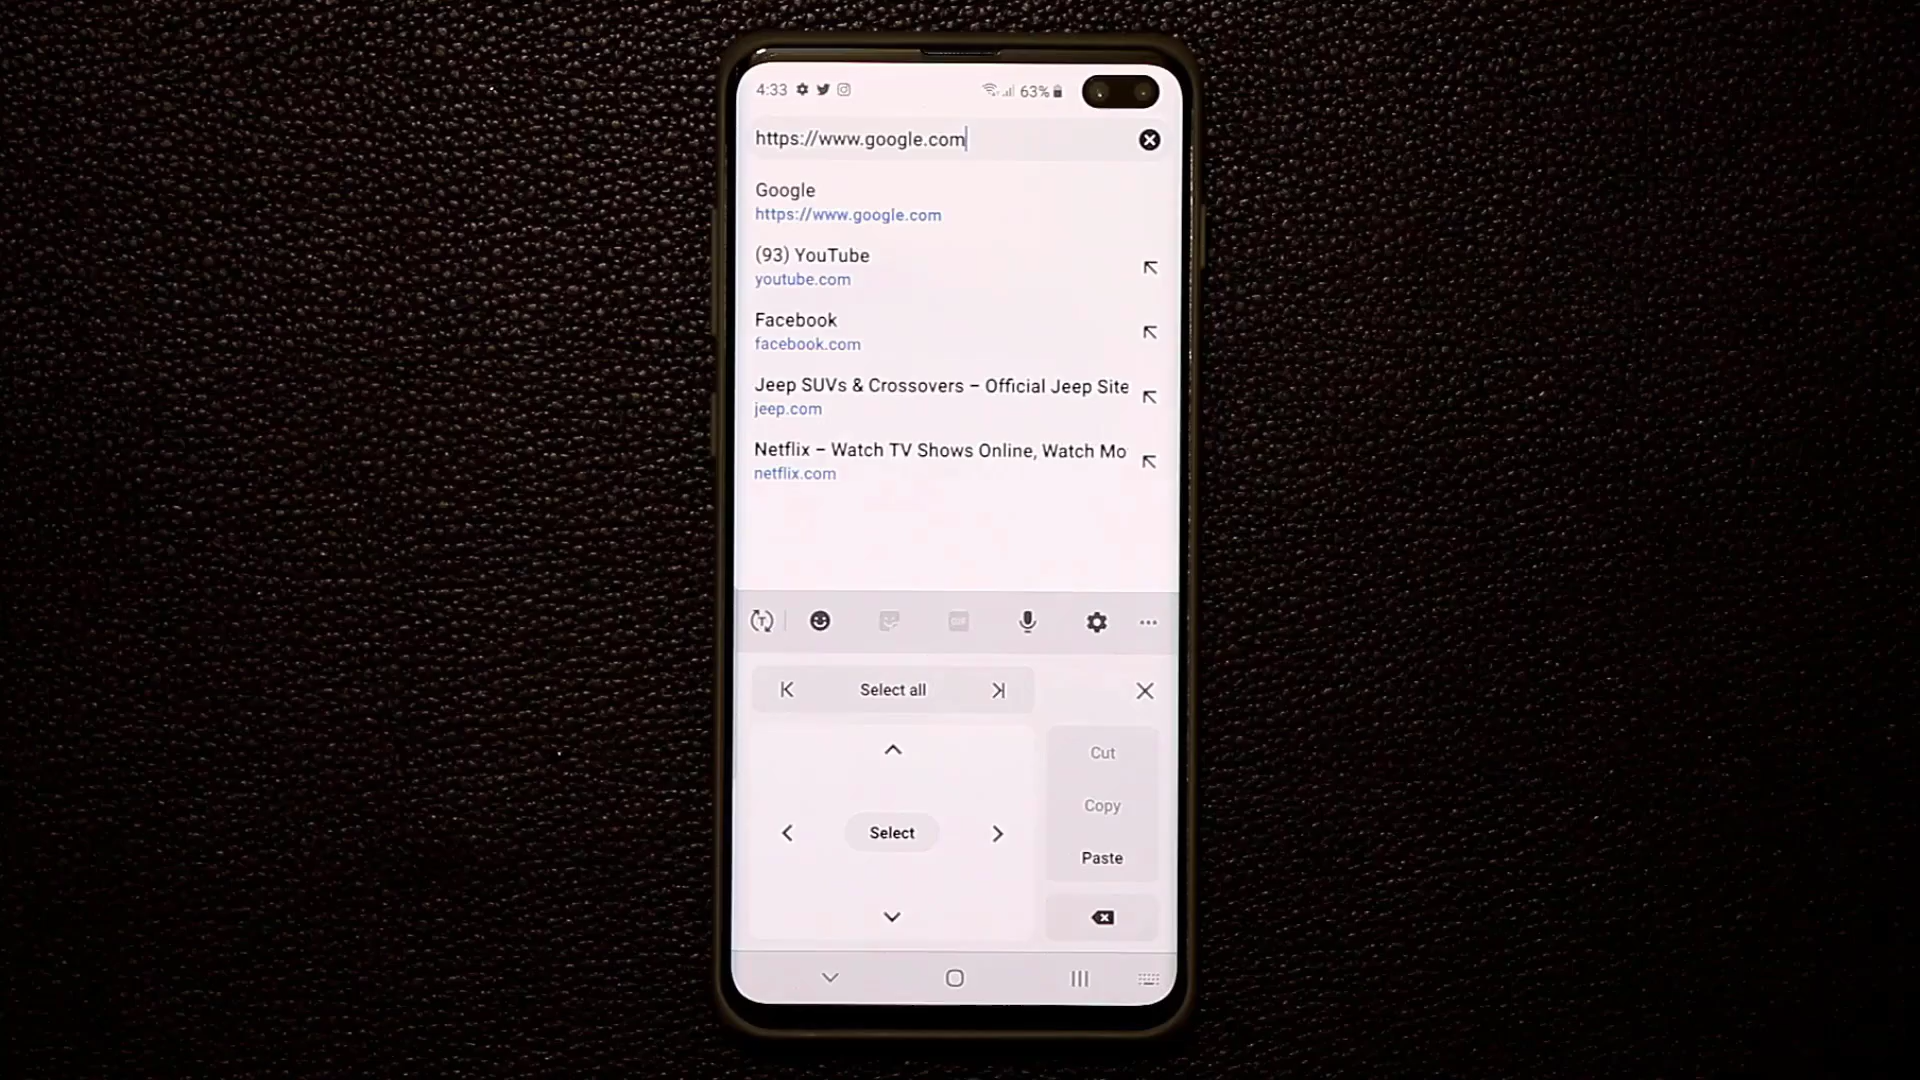 4:33 63%
https://www.google.com
Google
https://www.google.com
(93) YouTube
youtube.com
Facebook
facebook.com
Jeep SUVs & Crossovers – Official Jeep Site
jeep.com
Netflix – Watch TV Shows Online, Watch Mo
netflix.com
T GIF
Select all
Cut
Copy
Select
Paste